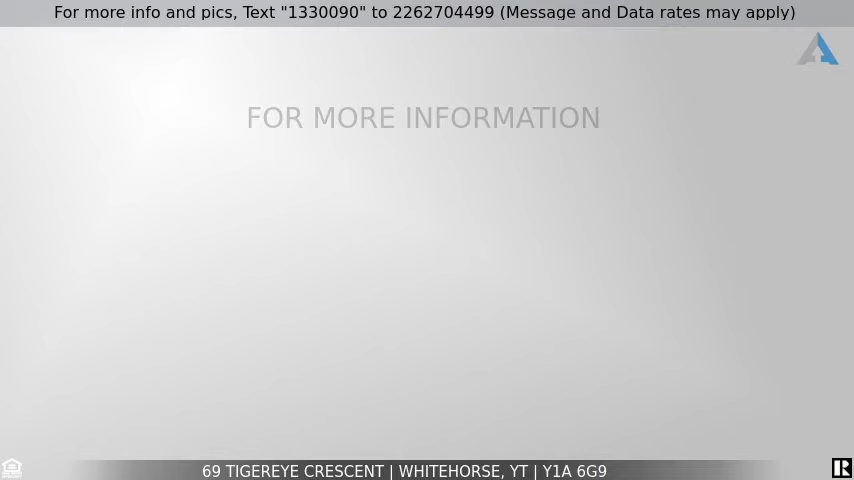 For more info and pics, Text "1330090" to 2262704499 (Message and Data rates may apply)
FOR MORE INFORMATION
69 TIGEREYE CRESCENT | WHITEHORSE, YT | Y1A 6G9